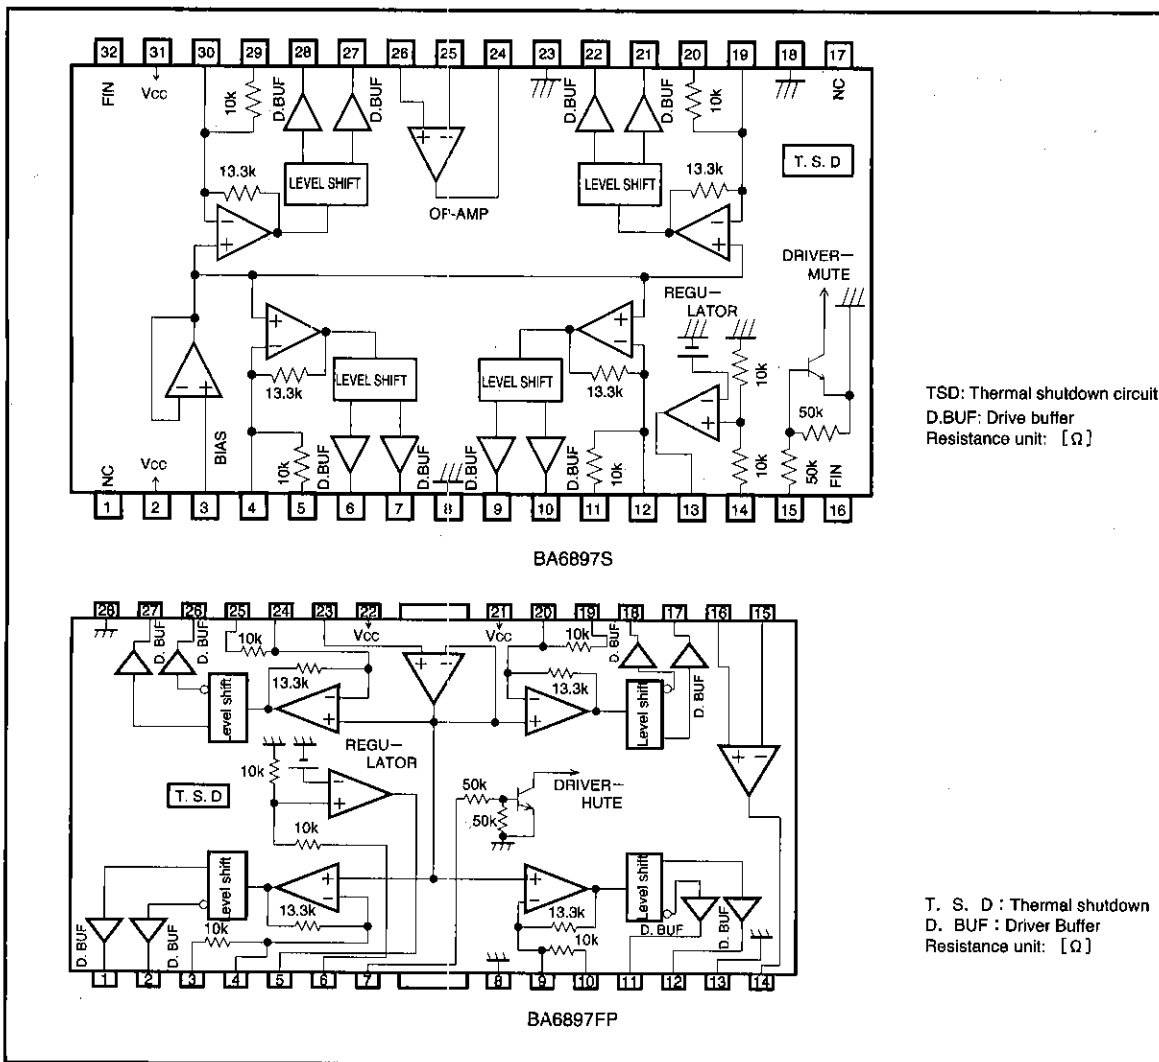 32 31 30 29 28 27 26 25 24 23 22 21 20 19 18 17
FIN
Vcc
10k
D.BUF
D.BUF
D.BUF
D.BUF
10k
NC
T. S. D
13.3k
LEVEL SHIFT
OP-AMP
LEVEL SHIFT
13.3k
− + + −
− +
− +
DRIVER−
MUTE
REGU−
LATOR
+ −
+ −
LEVEL SHIFT
LEVEL SHIFT
13.3k
13.3k
− +
− +
10k
50k
BIAS
NC
Vcc
10k
D.BUF
D.BUF
D.BUF
D.BUF
10k
10k
50k
FIN
1 2 3 4 5 6 7 8 9 10 11 12 13 14 15 16
BA6897S
TSD: Thermal shutdown circuit
D.BUF: Drive buffer
Resistance unit: [Ω]
28 27 26 25 24 23 22 21 20 19 18 17 16 15
D. BUF
D. BUF
10k
Vcc
Vcc
10k
D. BUF
D. BUF
Level shift
13.3k
+ −
13.3k
Level shift
− +
− +
+ −
REGU−
LATOR
10k
− +
T. S. D
10k
50k
50k
DRIVER−
HUTE
Level shift
+ −
+ −
Level shift
13.3k
13.3k
D. BUF
D. BUF
10k
10k
D. BUF
D. BUF
1 2 3 4 5 6 7 8 9 10 11 12 13 14
BA6897FP
T. S. D : Thermal shutdown
D. BUF : Driver Buffer
Resistance unit: [Ω]